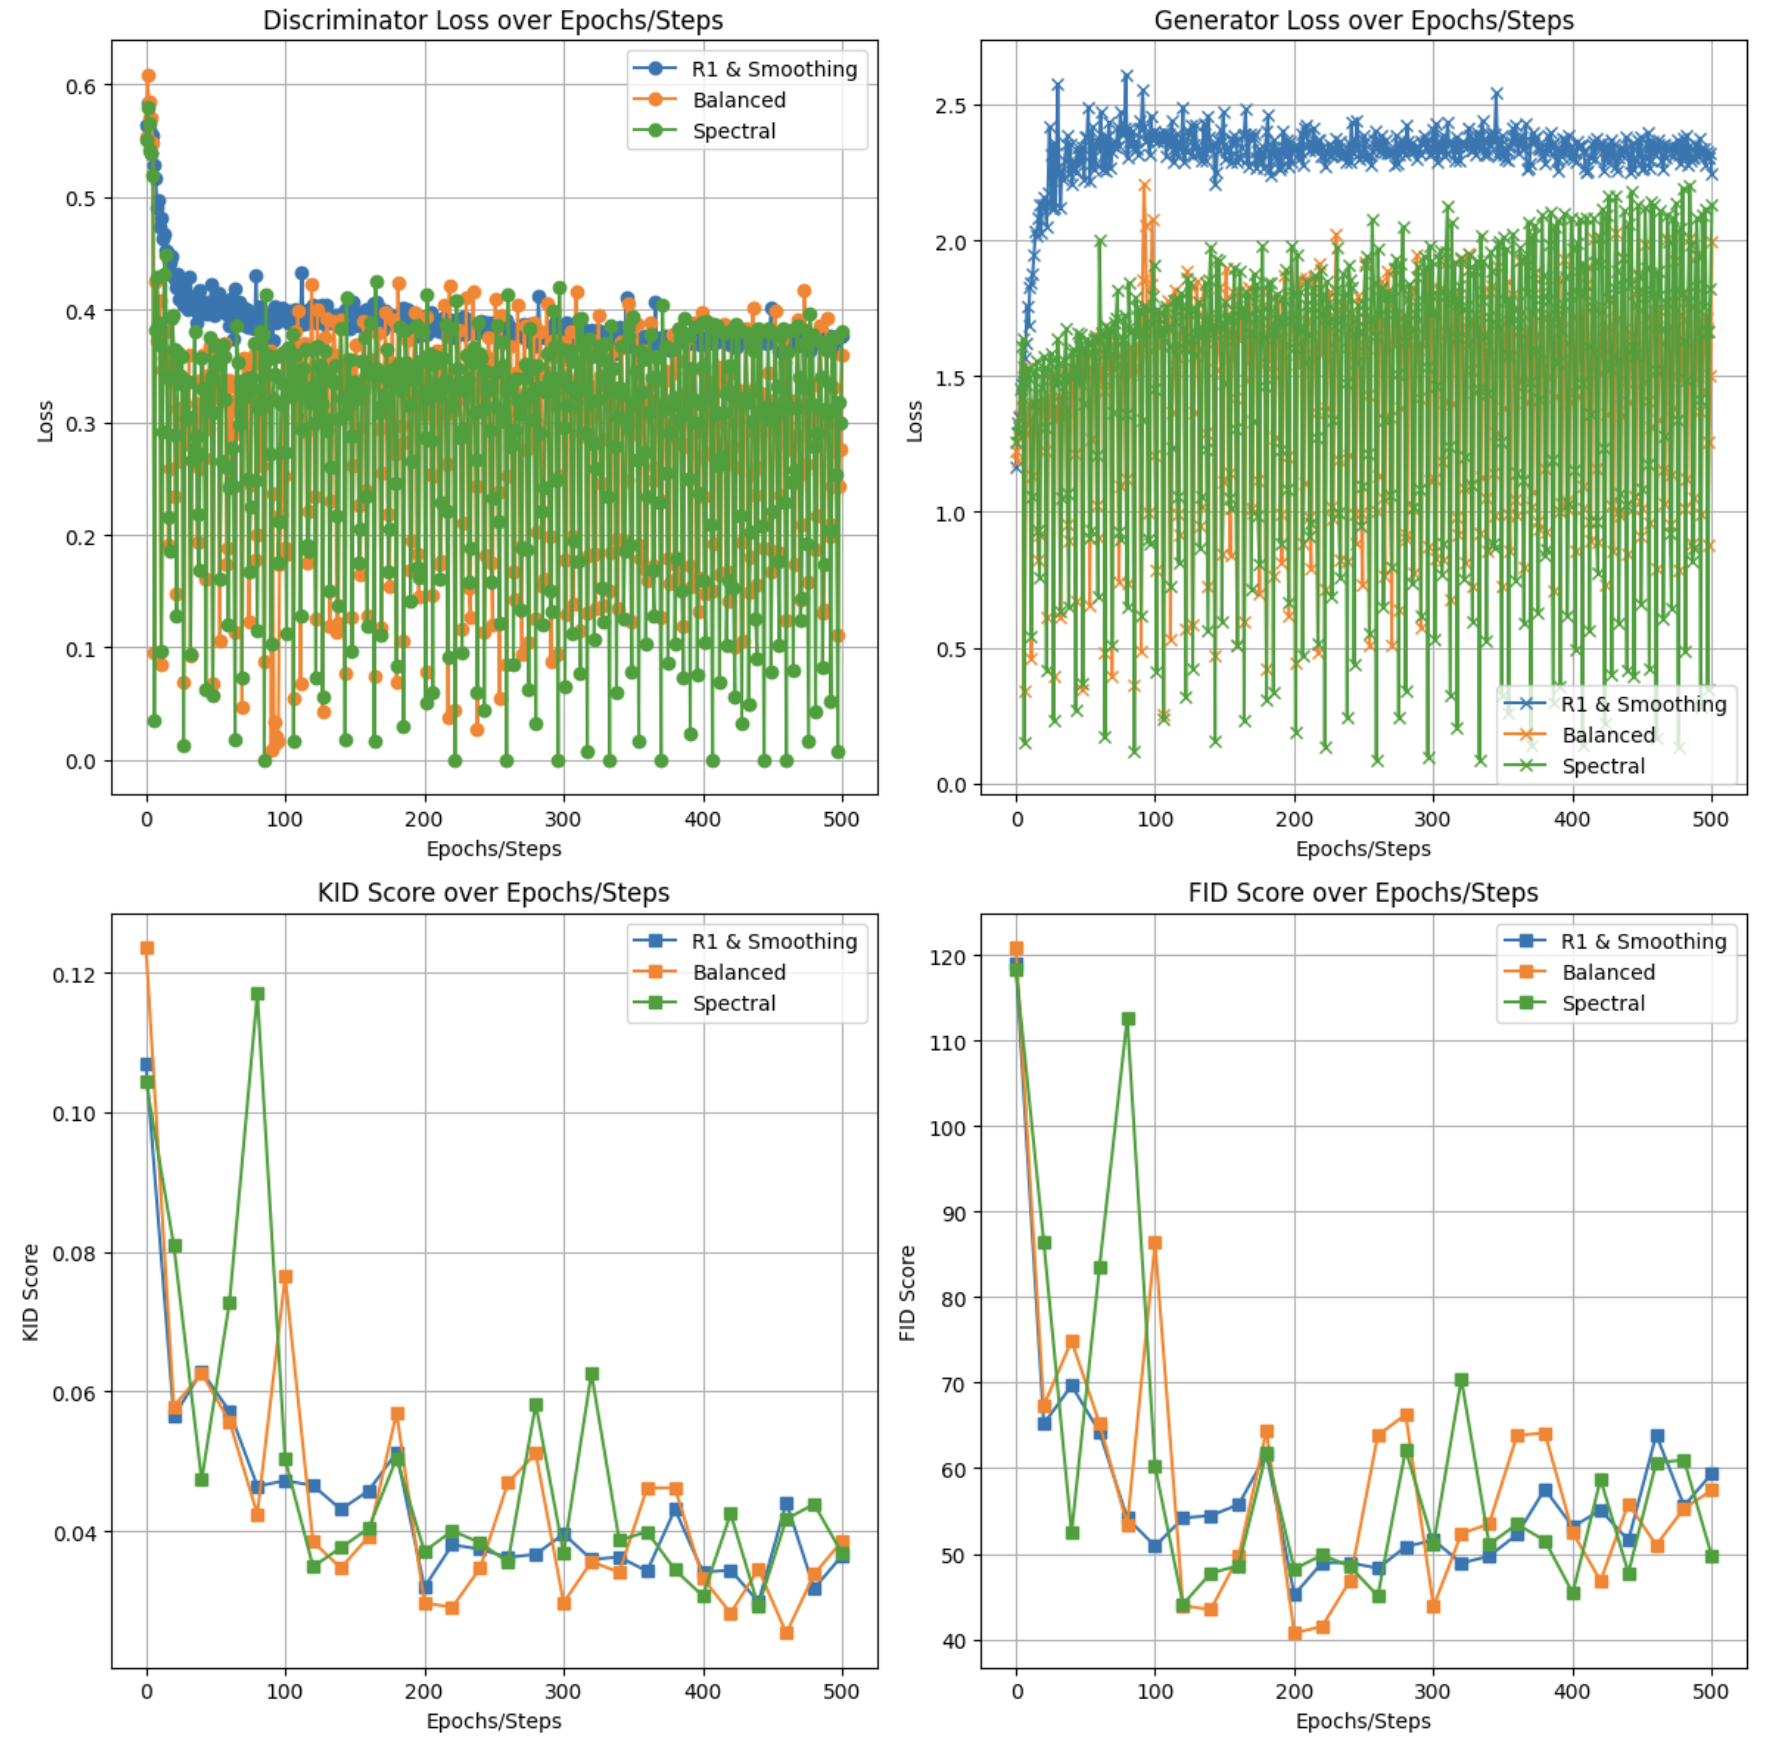 Discriminator Loss over Epochs/Steps
Loss
0.6
0.5
0.4
0.3
0.2
0.1
0.0
0 100 200 300 400 500
Epochs/Steps
R1 & Smoothing
Balanced
Spectral
Generator Loss over Epochs/Steps
Loss
2.5
2.0
1.5
1.0
0.5
0.0
0 100 200 300 400 500
Epochs/Steps
R1 & Smoothing
Balanced
Spectral
KID Score over Epochs/Steps
KID Score
0.12
0.10
0.08
0.06
0.04
0 100 200 300 400 500
Epochs/Steps
R1 & Smoothing
Balanced
Spectral
FID Score over Epochs/Steps
FID Score
120
110
100
90
80
70
60
50
40
0 100 200 300 400 500
Epochs/Steps
R1 & Smoothing
Balanced
Spectral